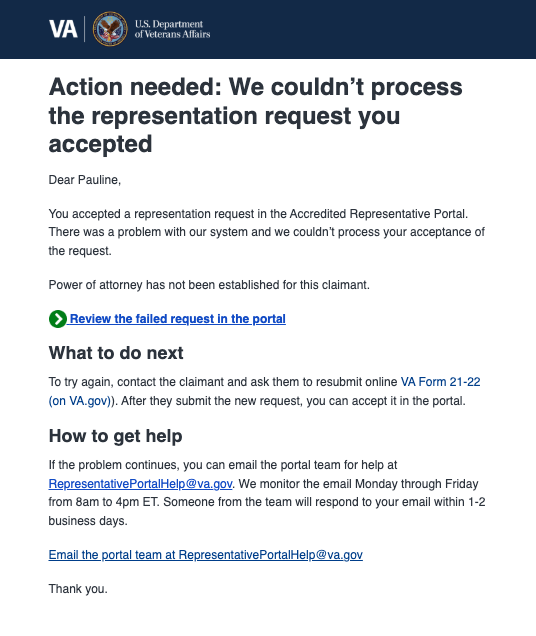 VA
U.S. Department
of Veterans Affairs
Action needed: We couldn’t process
the representation request you
accepted
Dear Pauline,
You accepted a representation request in the Accredited Representative Portal.
There was a problem with our system and we couldn’t process your acceptance of
the request.
Power of attorney has not been established for this claimant.
Review the failed request in the portal
What to do next
To try again, contact the claimant and ask them to resubmit online VA Form 21-22
(on VA.gov)). After they submit the new request, you can accept it in the portal.
How to get help
If the problem continues, you can email the portal team for help at
RepresentativePortalHelp@va.gov. We monitor the email Monday through Friday
from 8am to 4pm ET. Someone from the team will respond to your email within 1-2
business days.
Email the portal team at RepresentativePortalHelp@va.gov
Thank you.